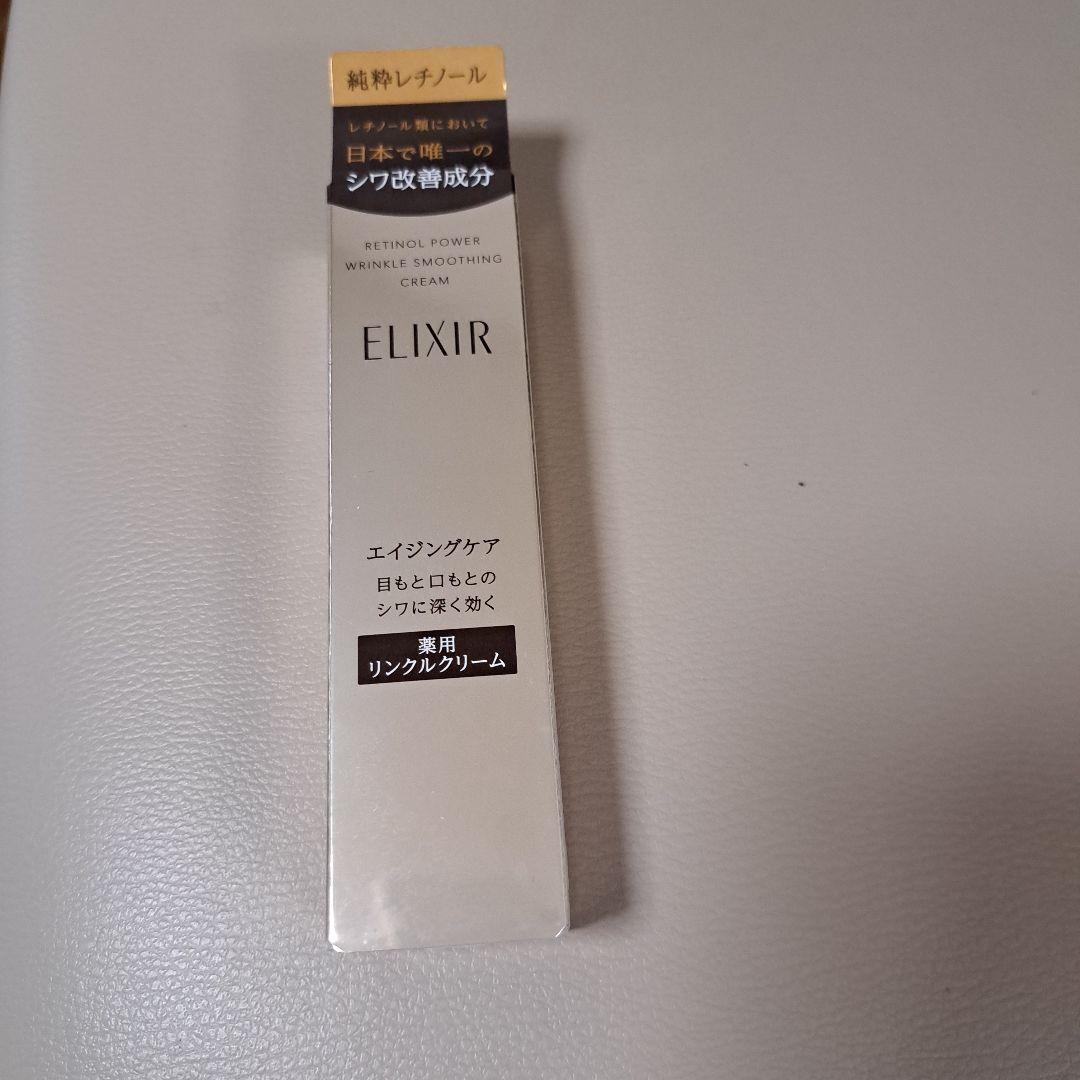 純粋レチノール
レチノール類において
日本で唯一の
シワ改善成分
RETINOL POWER
WRINKLE SMOOTHING
CREAM
ELIXIR
エイジングケア
目もと口もとの
シワに深く効く
薬用
リンクルクリーム